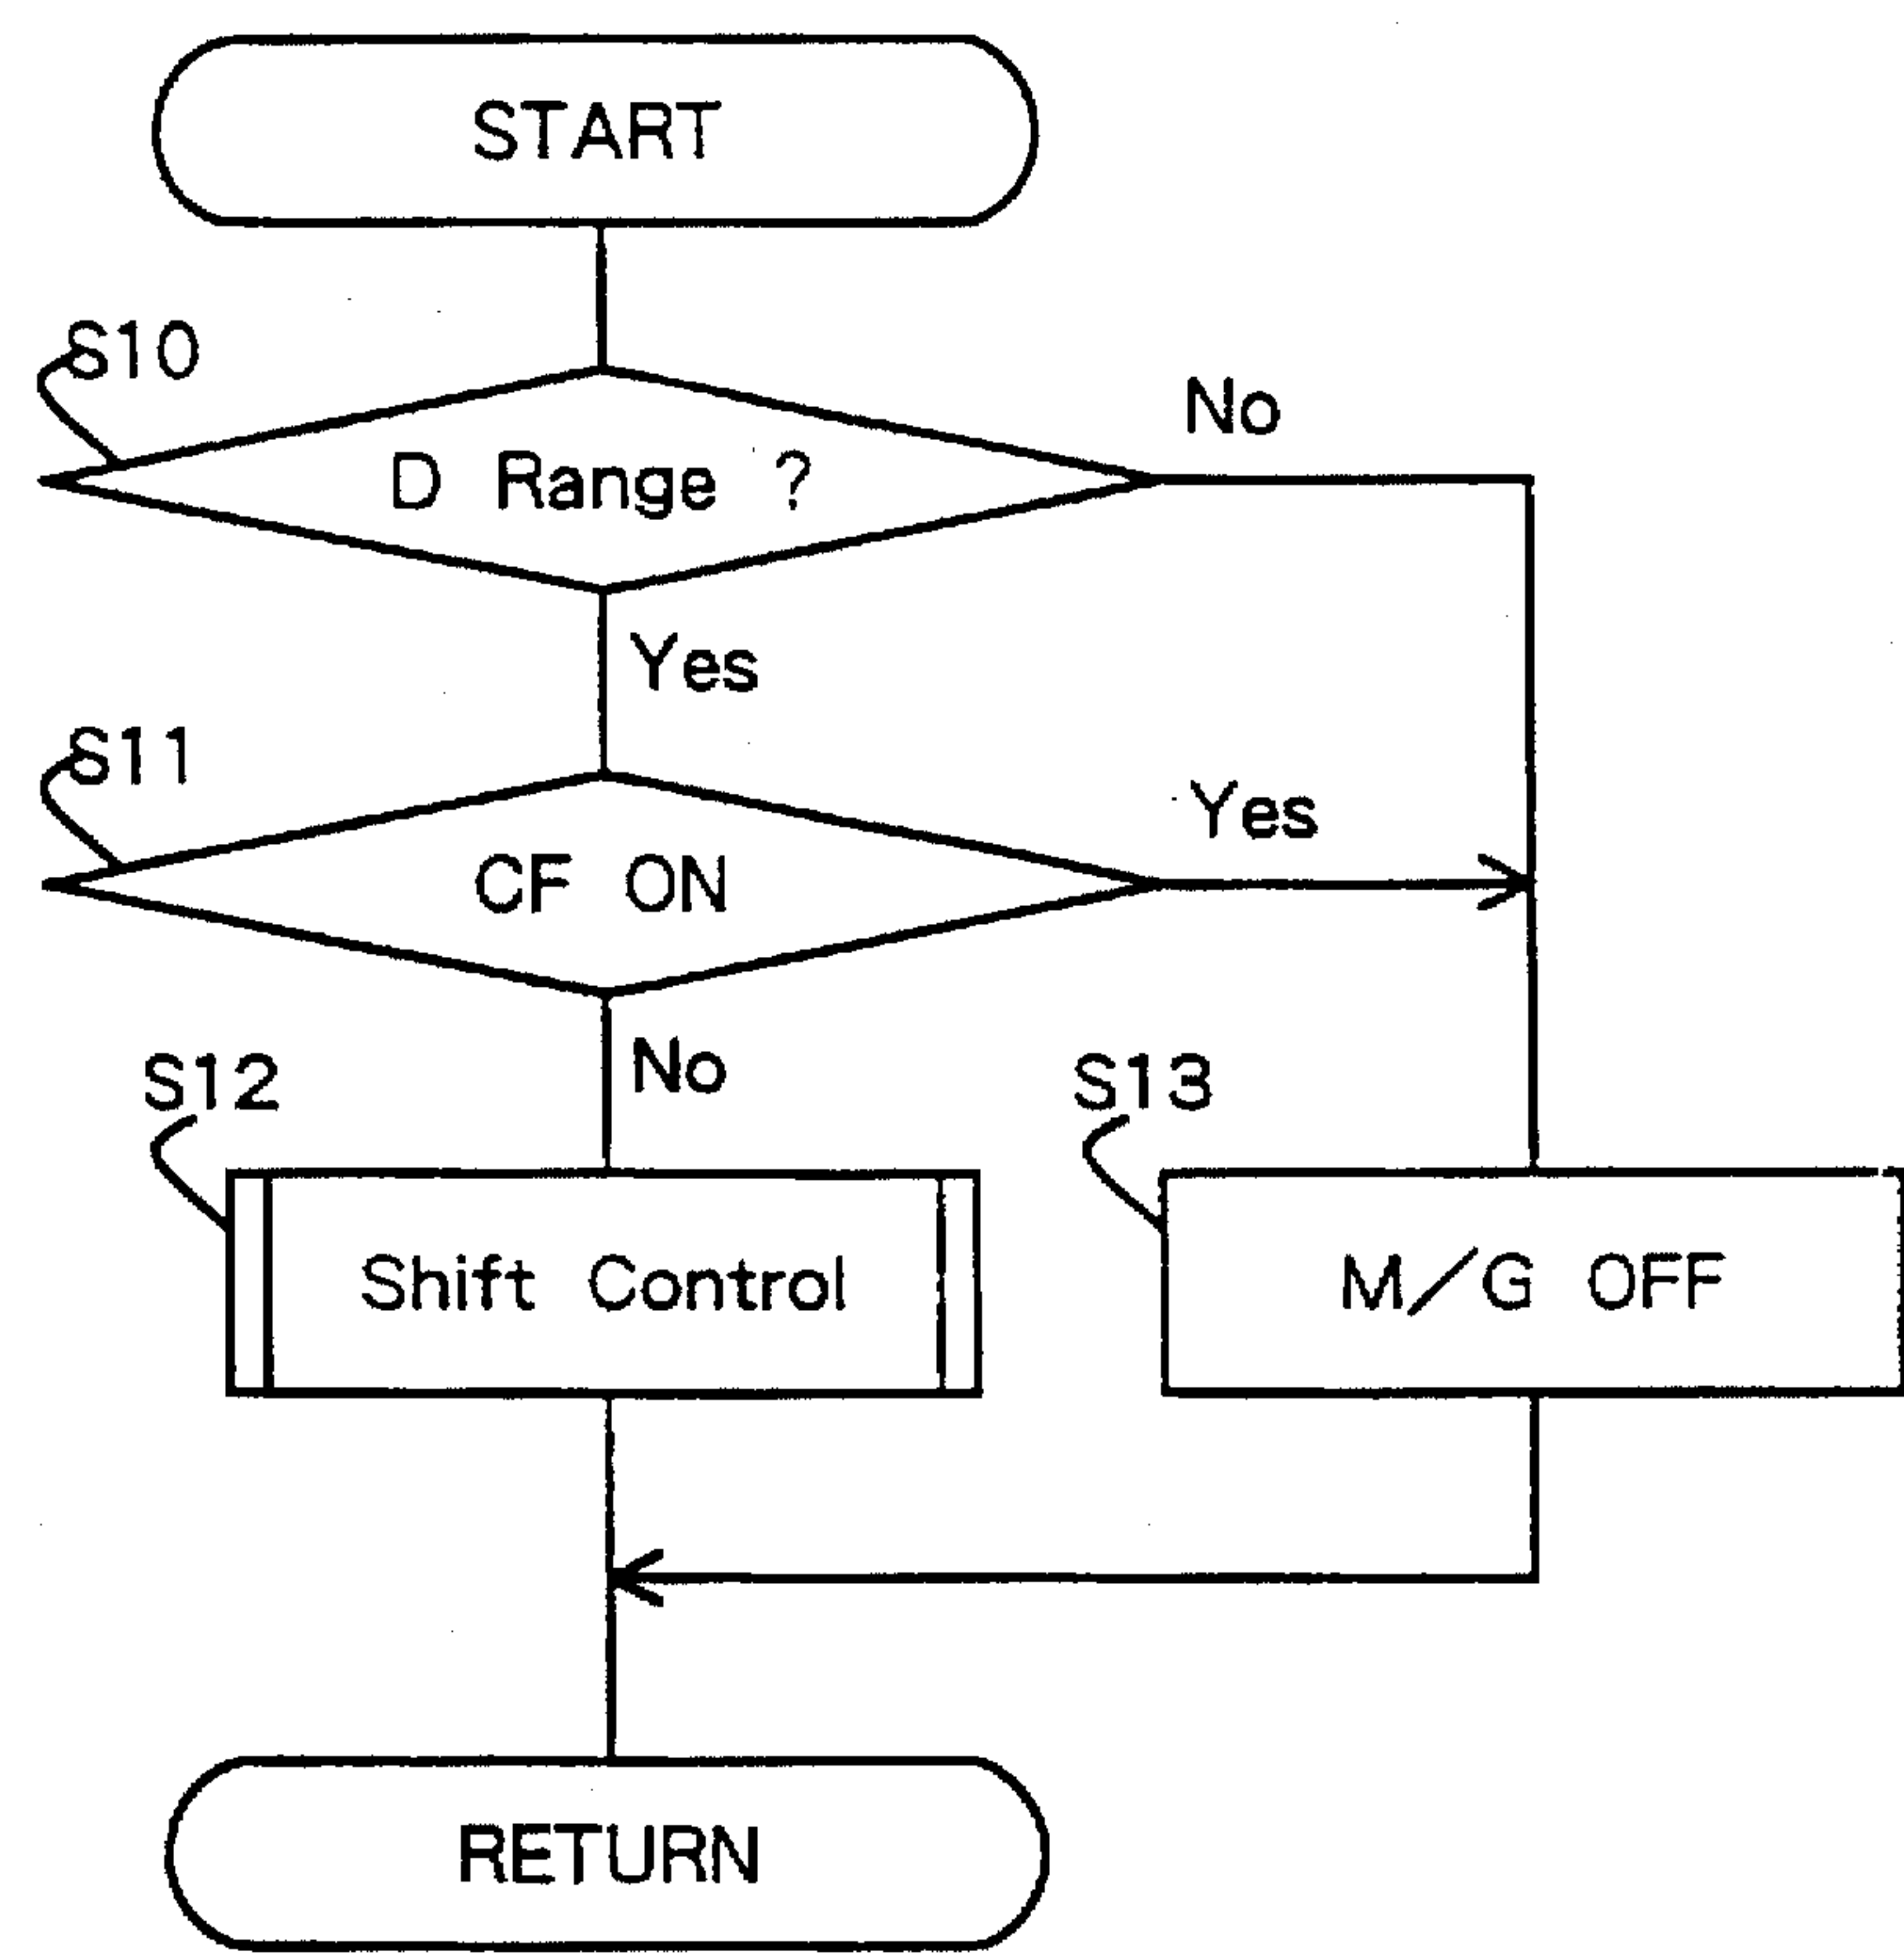 START
S10
No
D Range ?
Yes
S11
Yes
CF ON
No
S12
S13
Shift Control
M/G OFF
RETURN